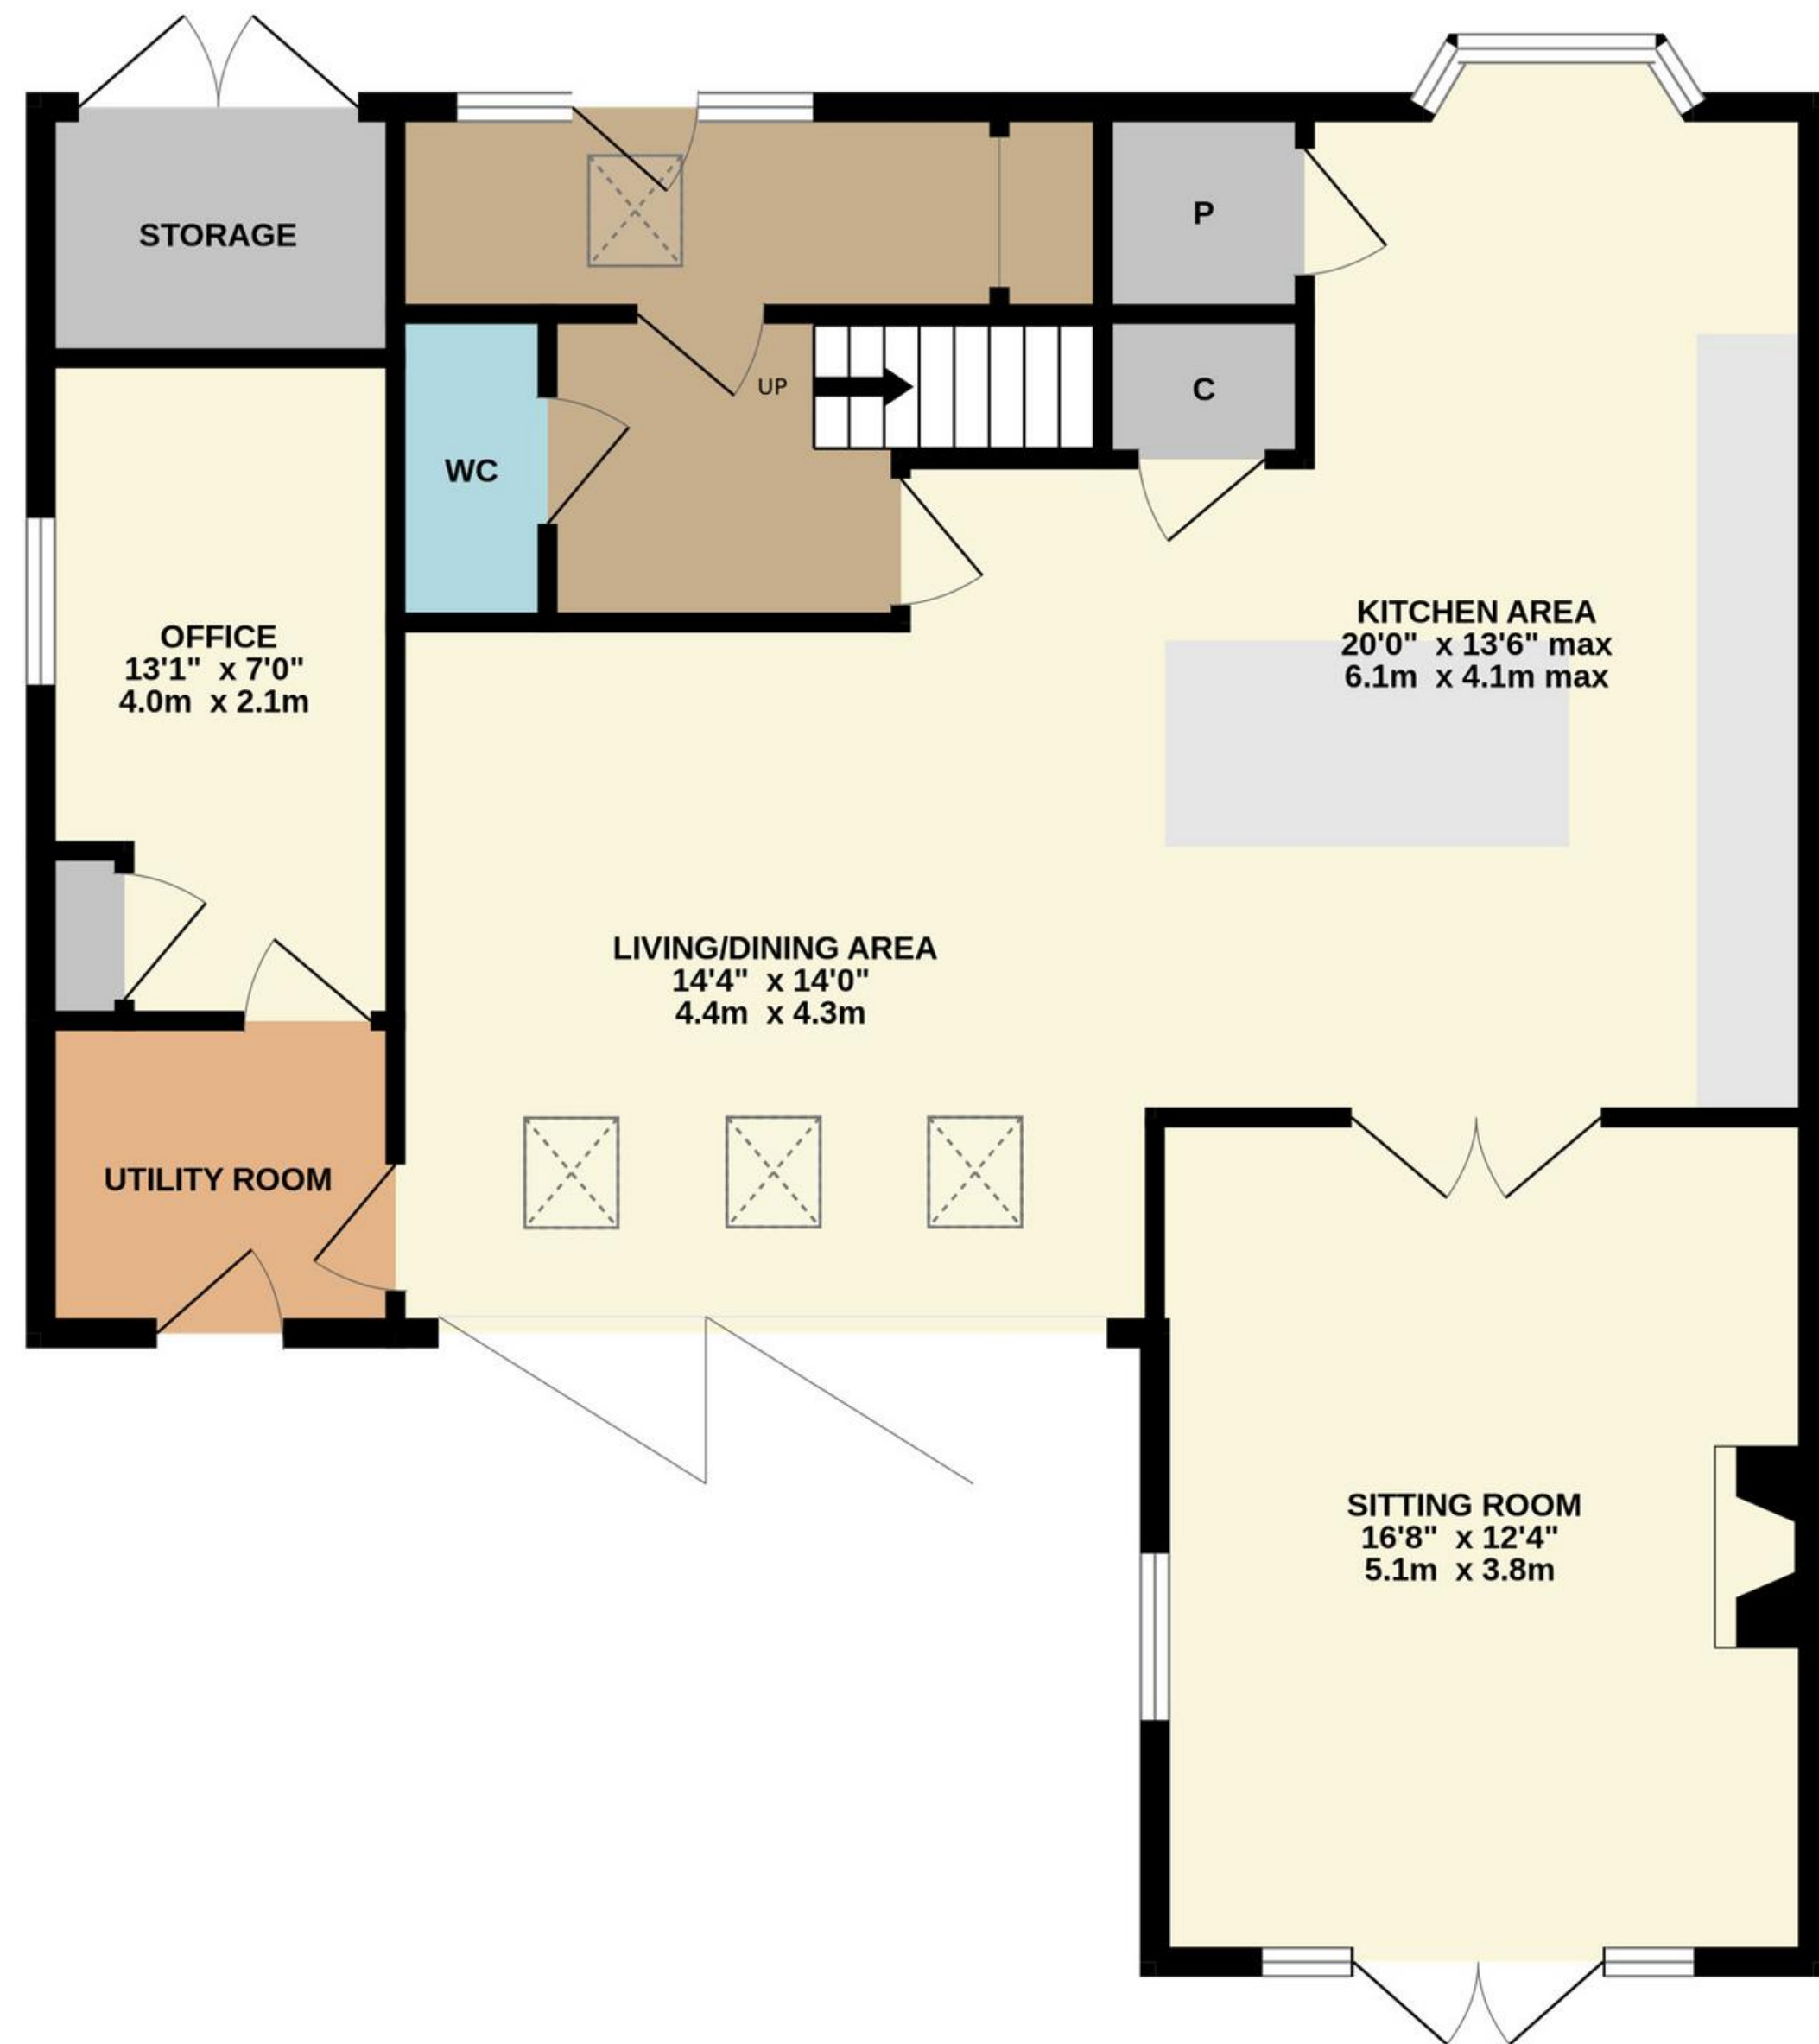 STORAGE
P
UP
C
WC
OFFICE
13'1" x 7'0"
4.0m x 2.1m
KITCHEN AREA
20'0" x 13'6" max
6.1m x 4.1m max
LIVING/DINING AREA
14'4" x 14'0"
4.4m x 4.3m
UTILITY ROOM
SITTING ROOM
16'8" x 12'4"
5.1m x 3.8m